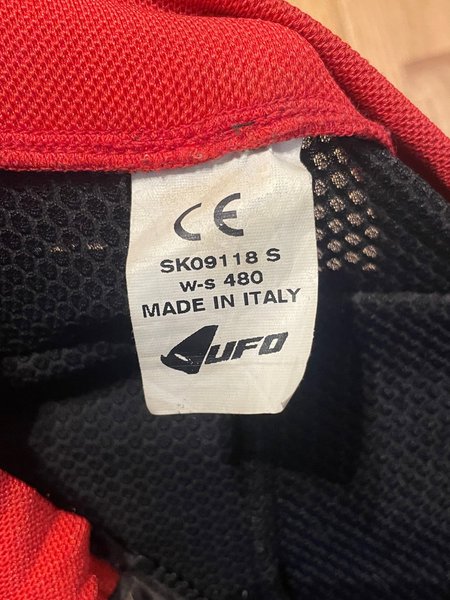 CE
SK09118 S
w-s 480
MADE IN ITALY
UFO